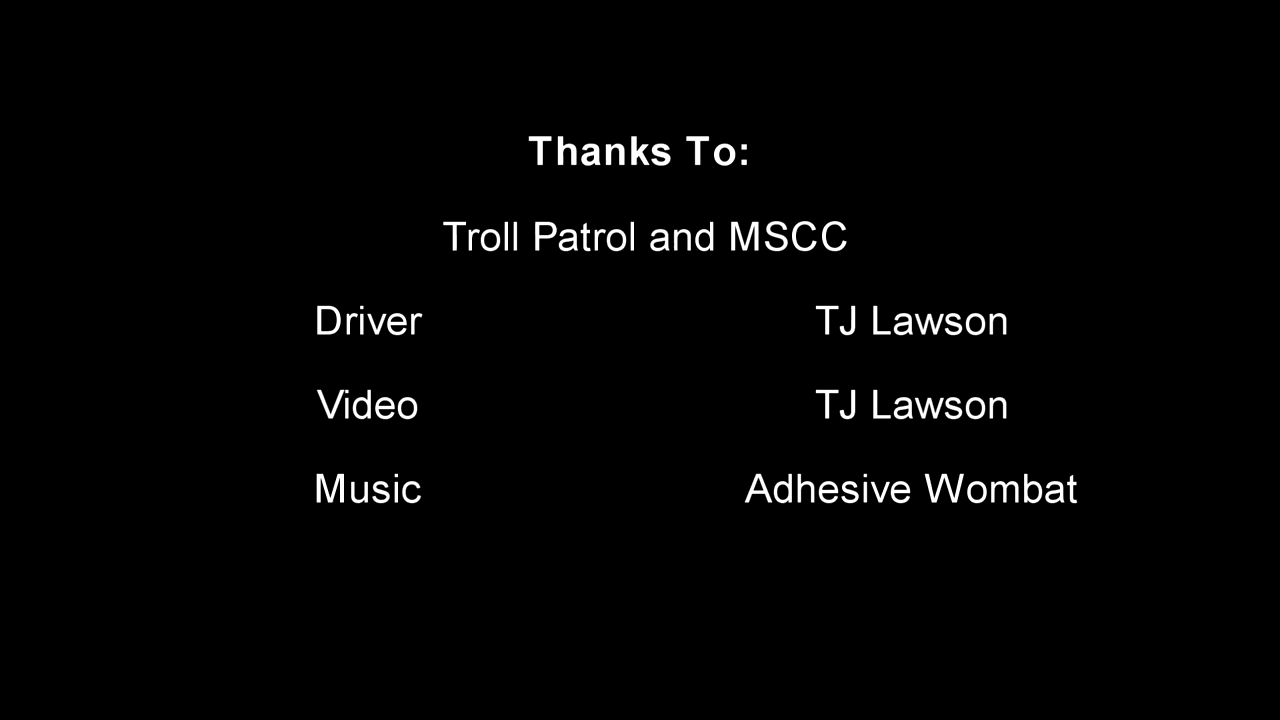 Thanks To:
Troll Patrol and MSCC
Driver TJ Lawson
Video TJ Lawson
Music Adhesive Wombat